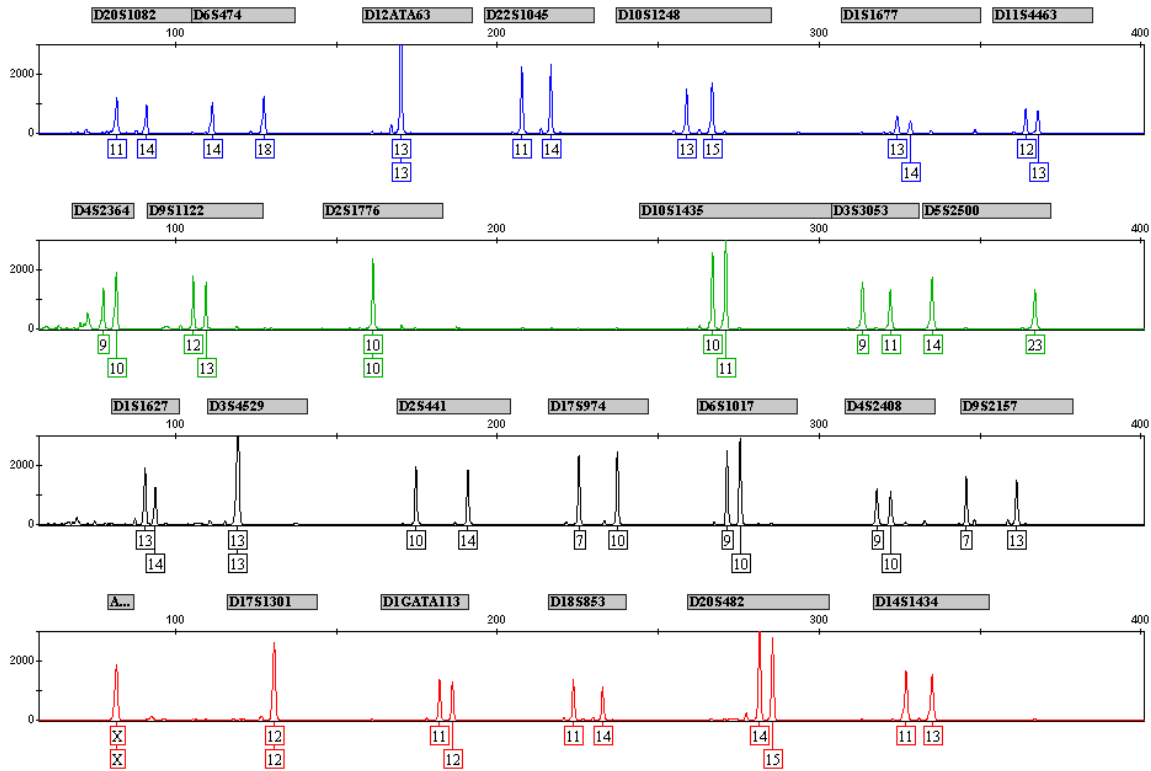 D20S1082 D6S474 D12ATA63 D22S1045 D10S1248 D1S1677 D11S4463
100 200 300 400
2000
0
11 14 14 18 13 11 14 13 15 13 12
13 14 13
D4S2364 D9S1122 D2S1776 D10S1435 D3S3053 D5S2500
100 200 300 400
2000
0
9 12 10 10 9 11 14 23
10 13 10 11
D1S1627 D3S4529 D2S441 D17S974 D6S1017 D4S2408 D9S2157
100 200 300 400
2000
0
13 13 10 14 7 10 9 9 7 13
14 13 10 10
A... D17S1301 D1GATA113 D18S853 D20S482 D14S1434
100 200 300 400
2000
0
X 12 11 11 14 14 11 13
X 12 12 15